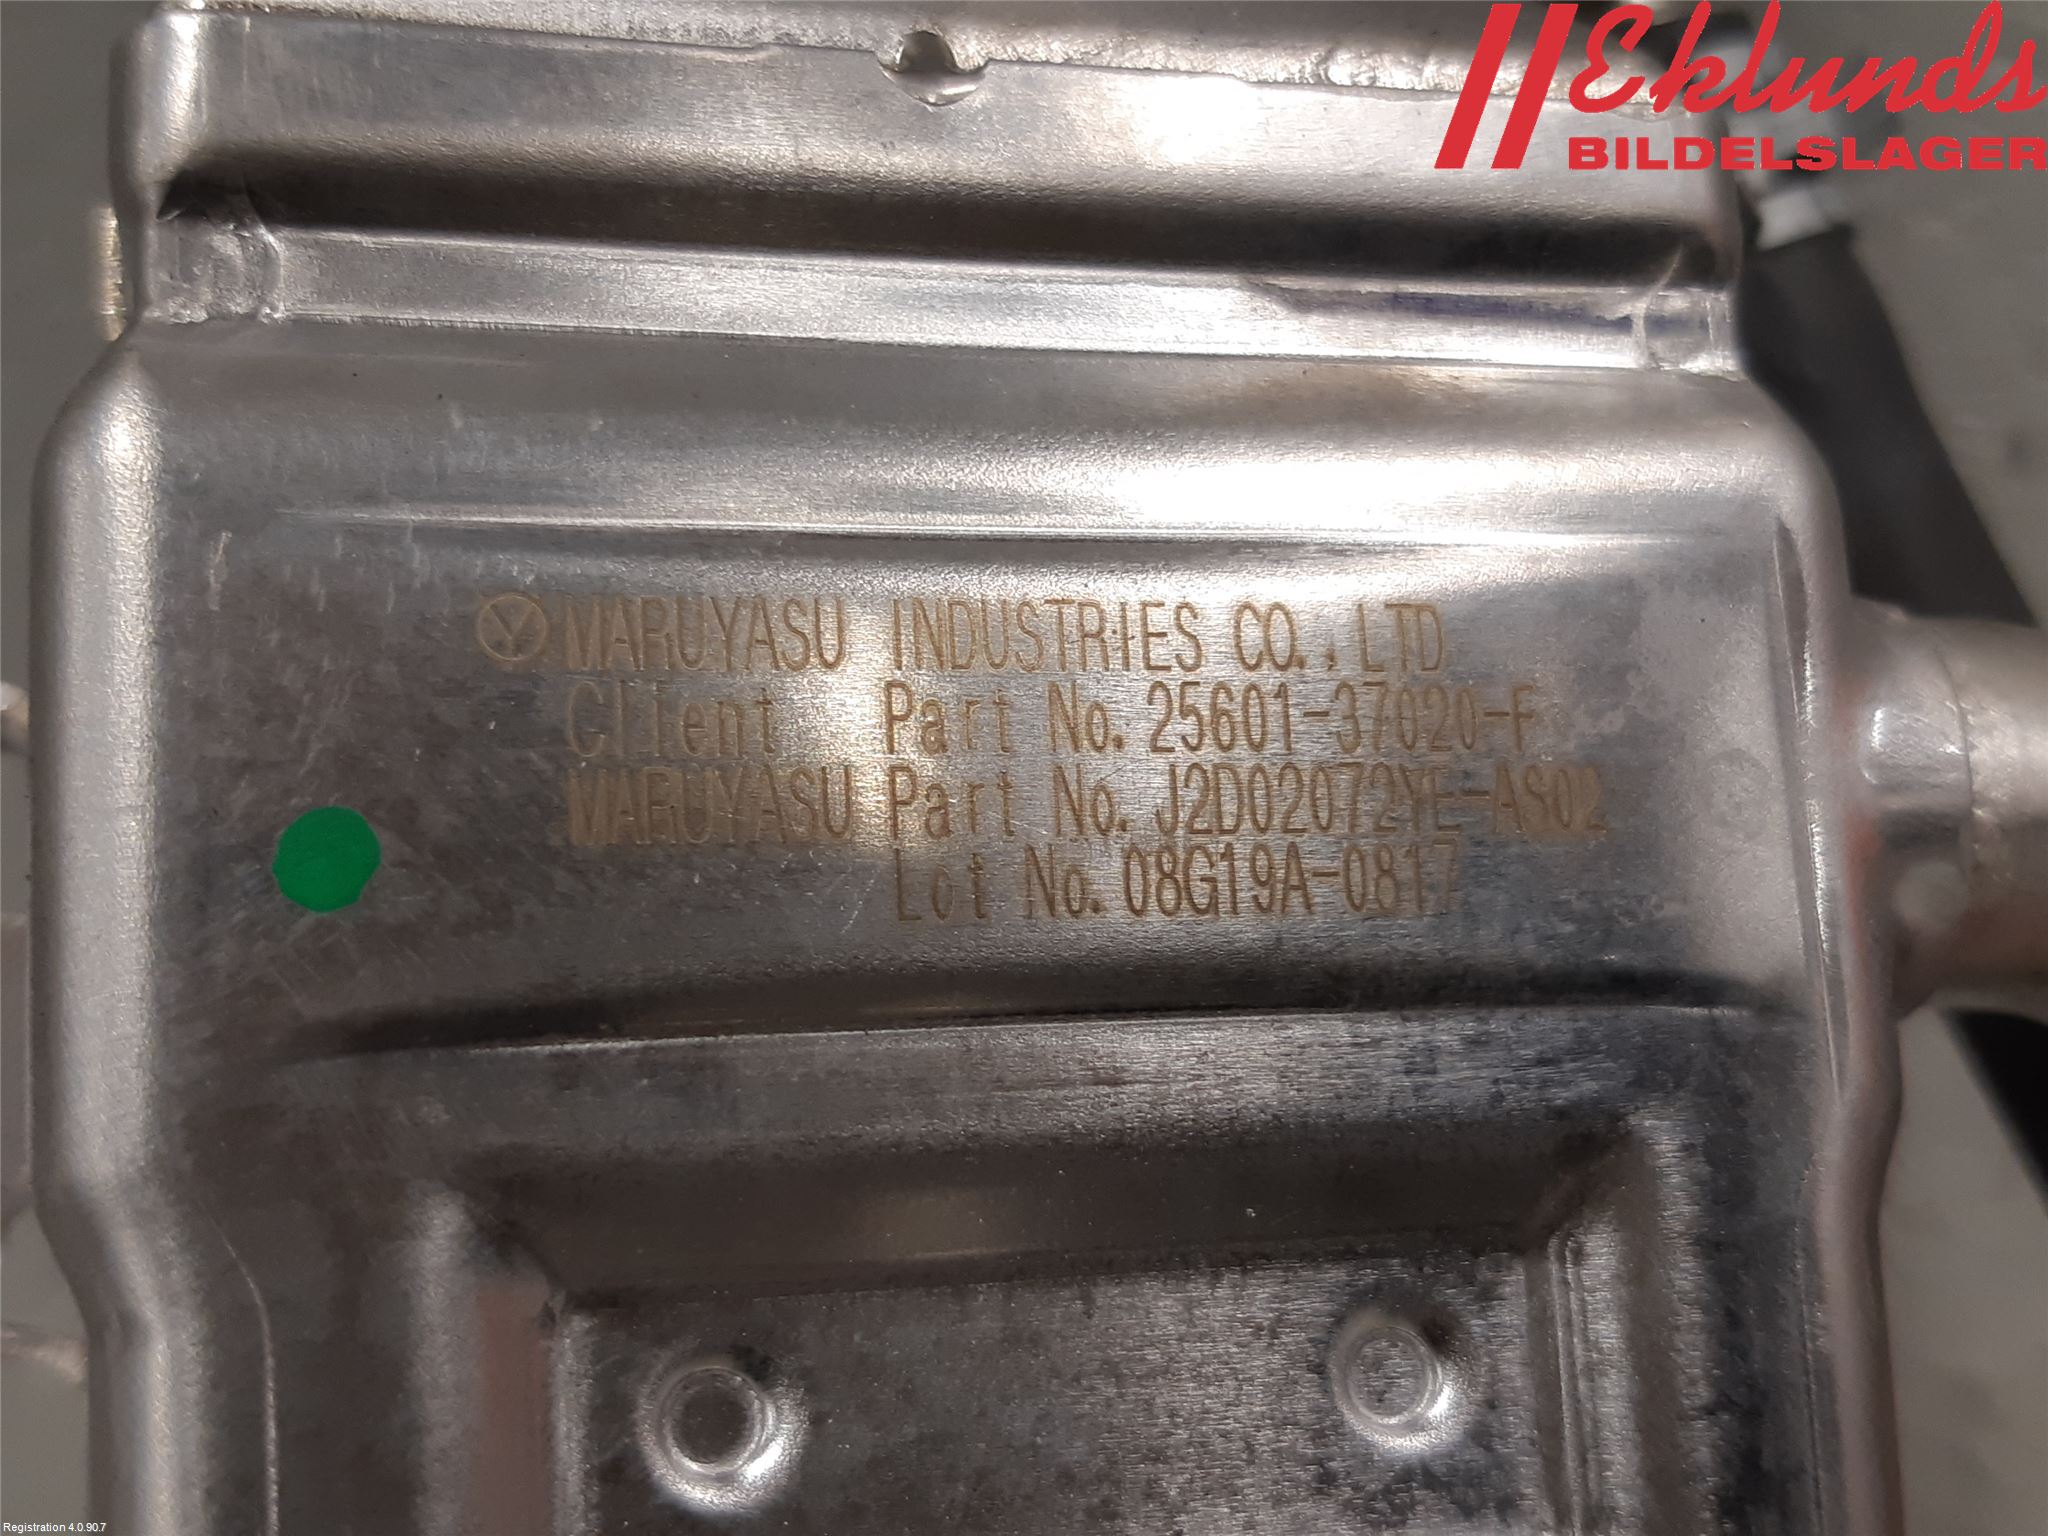 Eklunds
BILDELSLAGER
MARUYASU INDUSTRIES CO., LTD
Client Part No. 25601-37020-F
MARUYASU Part No. J2D02072YE-AS02
Lot No. 08G19A-0817
Registration 4.0.90.7